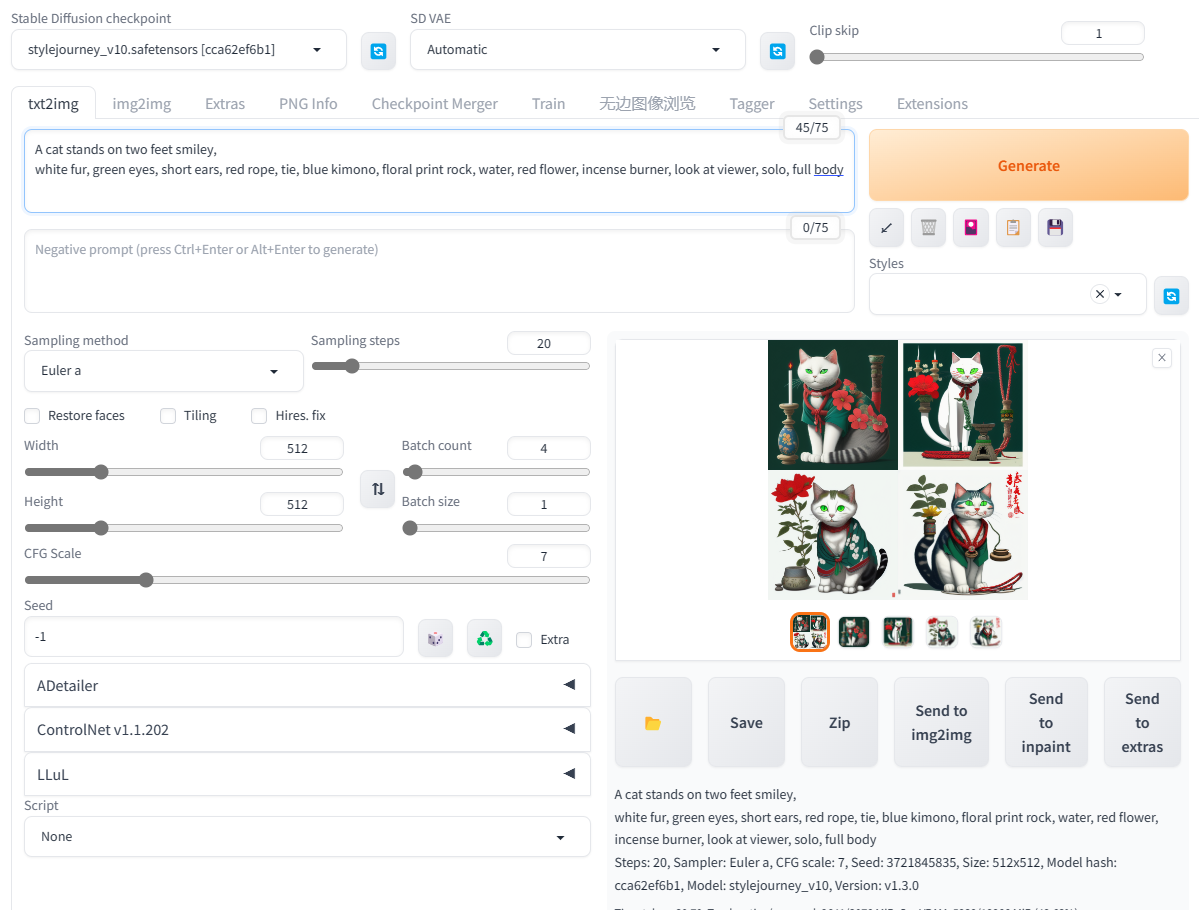 Stable Diffusion checkpoint
SD VAE
Clip skip
1
stylejourney_v10.safetensors [cca62ef6b1]
Automatic
txt2img
img2img
Extras
PNG Info
Checkpoint Merger
Train
无边图像浏览
Tagger
Settings
Extensions
45/75
A cat stands on two feet smiley,
white fur, green eyes, short ears, red rope, tie, blue kimono, floral print rock, water, red flower, incense burner, look at viewer, solo, full body
Generate
0/75
Negative prompt (press Ctrl+Enter or Alt+Enter to generate)
Styles
Sampling method
Sampling steps
20
Euler a
Restore faces
Tiling
Hires. fix
Width
512
Batch count
4
Height
512
Batch size
1
CFG Scale
7
Seed
-1
Extra
ADetailer
ControlNet v1.1.202
LLuL
Script
None
Save
Zip
Send to
img2img
Send
to
inpaint
Send
to
extras
A cat stands on two feet smiley,
white fur, green eyes, short ears, red rope, tie, blue kimono, floral print rock, water, red flower,
incense burner, look at viewer, solo, full body
Steps: 20, Sampler: Euler a, CFG scale: 7, Seed: 3721845835, Size: 512x512, Model hash:
cca62ef6b1, Model: stylejourney_v10, Version: v1.3.0